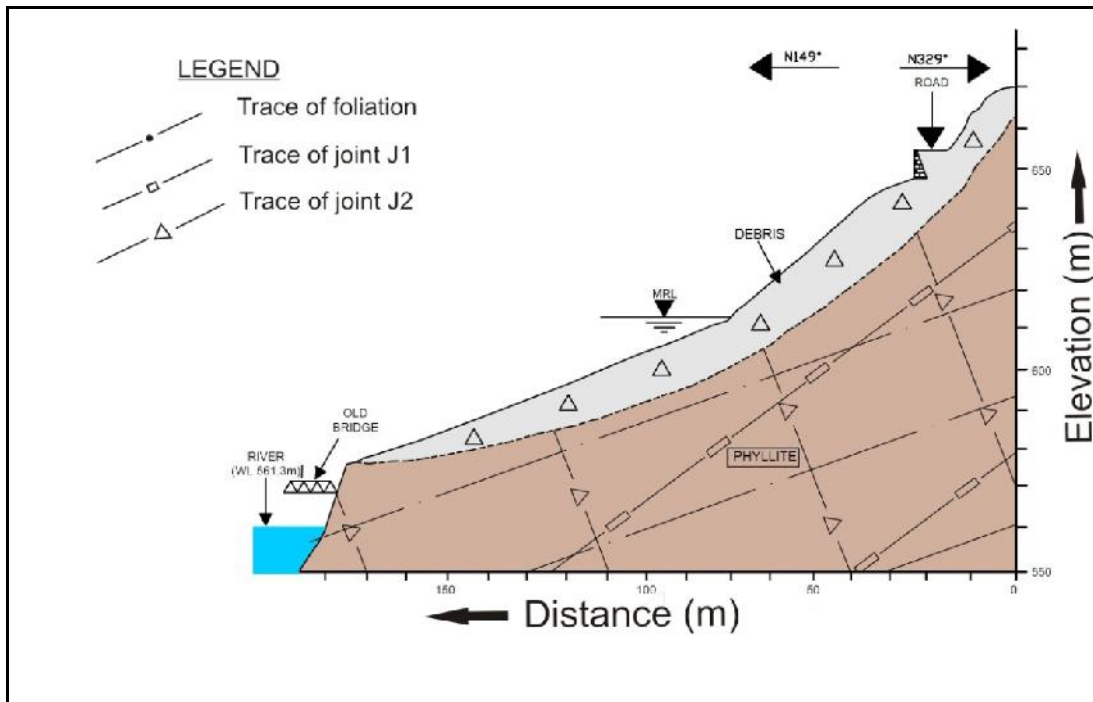 LEGEND
Trace of foliation
Trace of joint J1
Trace of joint J2
N149°
N329°
ROAD
650
DEBRIS
MRL
600
Elevation (m)
OLD
BRIDGE
RIVER
(WL 561.3m)
PHYLLITE
550
150
100
50
0
Distance (m)